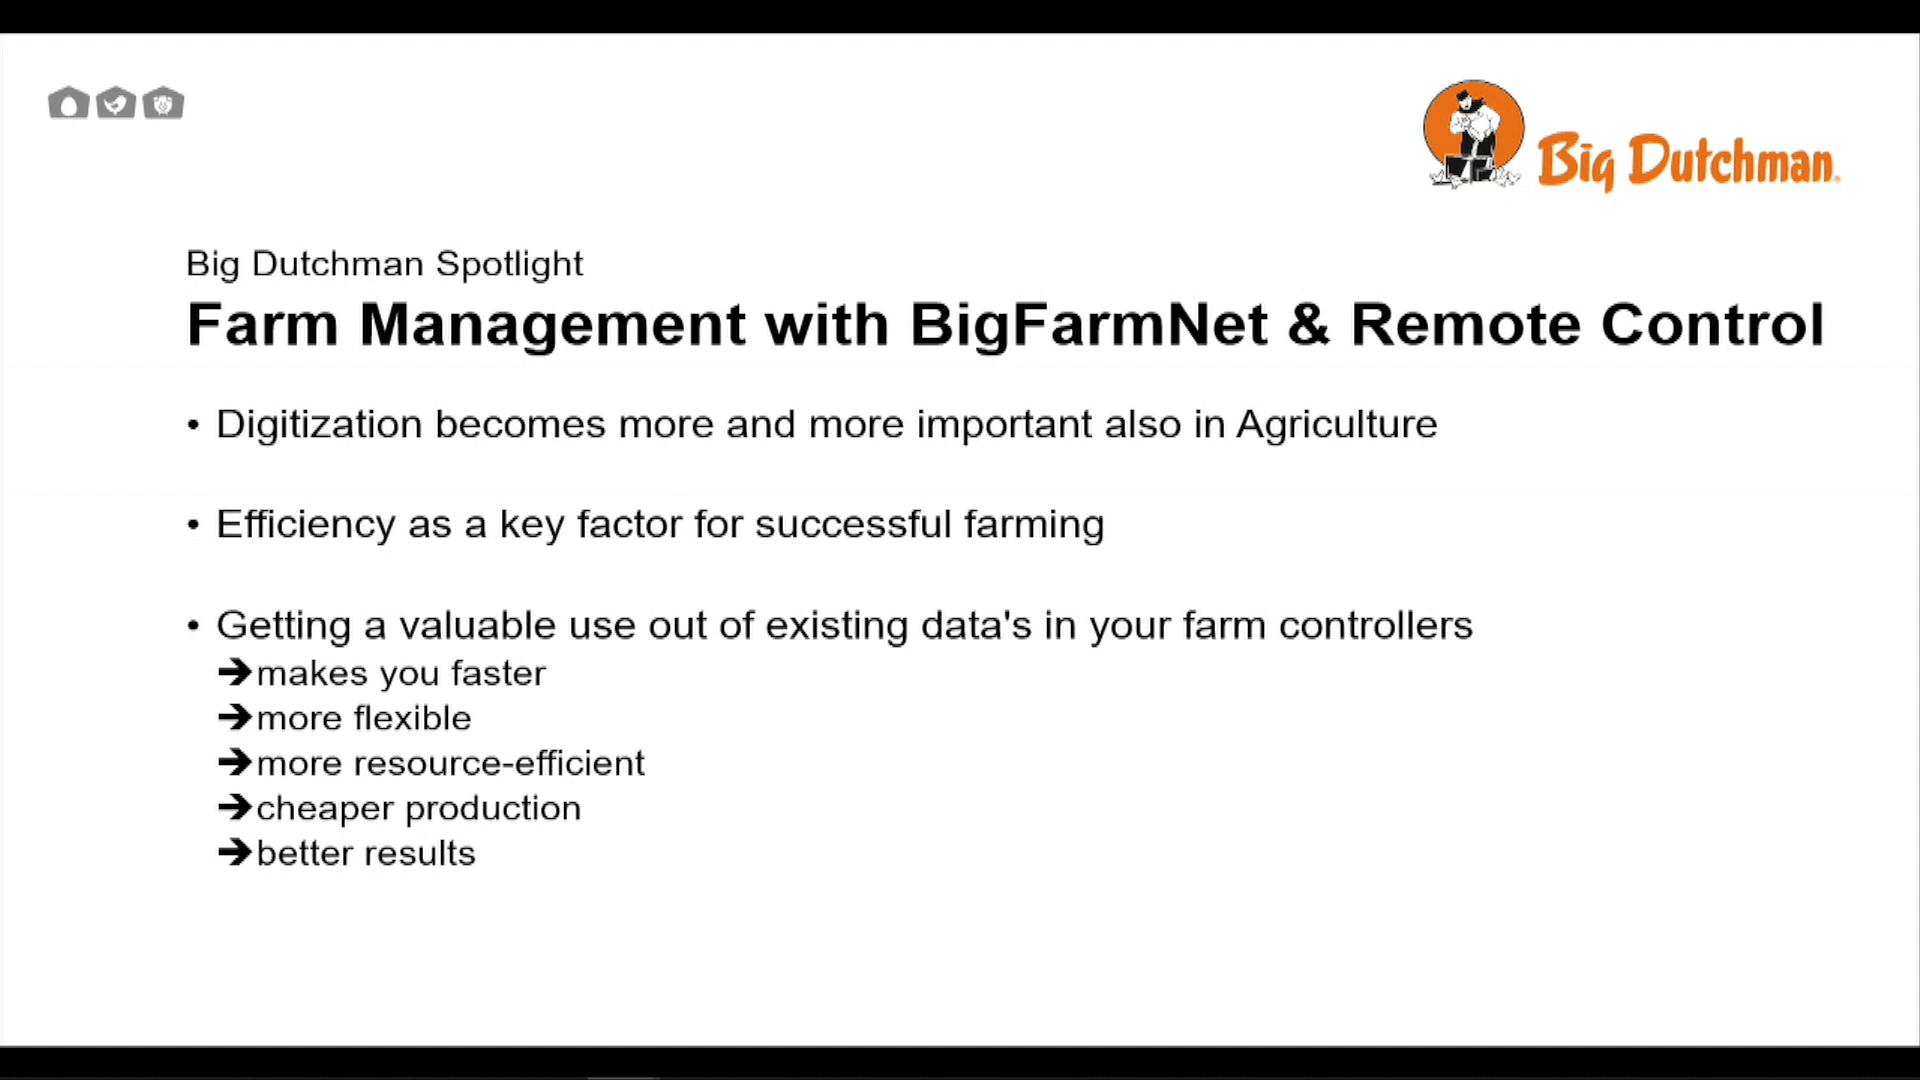 Big Dutchman
Big Dutchman Spotlight
Farm Management with BigFarmNet & Remote Control
• Digitization becomes more and more important also in Agriculture
• Efficiency as a key factor for successful farming
• Getting a valuable use out of existing data's in your farm controllers
➔makes you faster
➔more flexible
➔more resource-efficient
➔cheaper production
➔better results